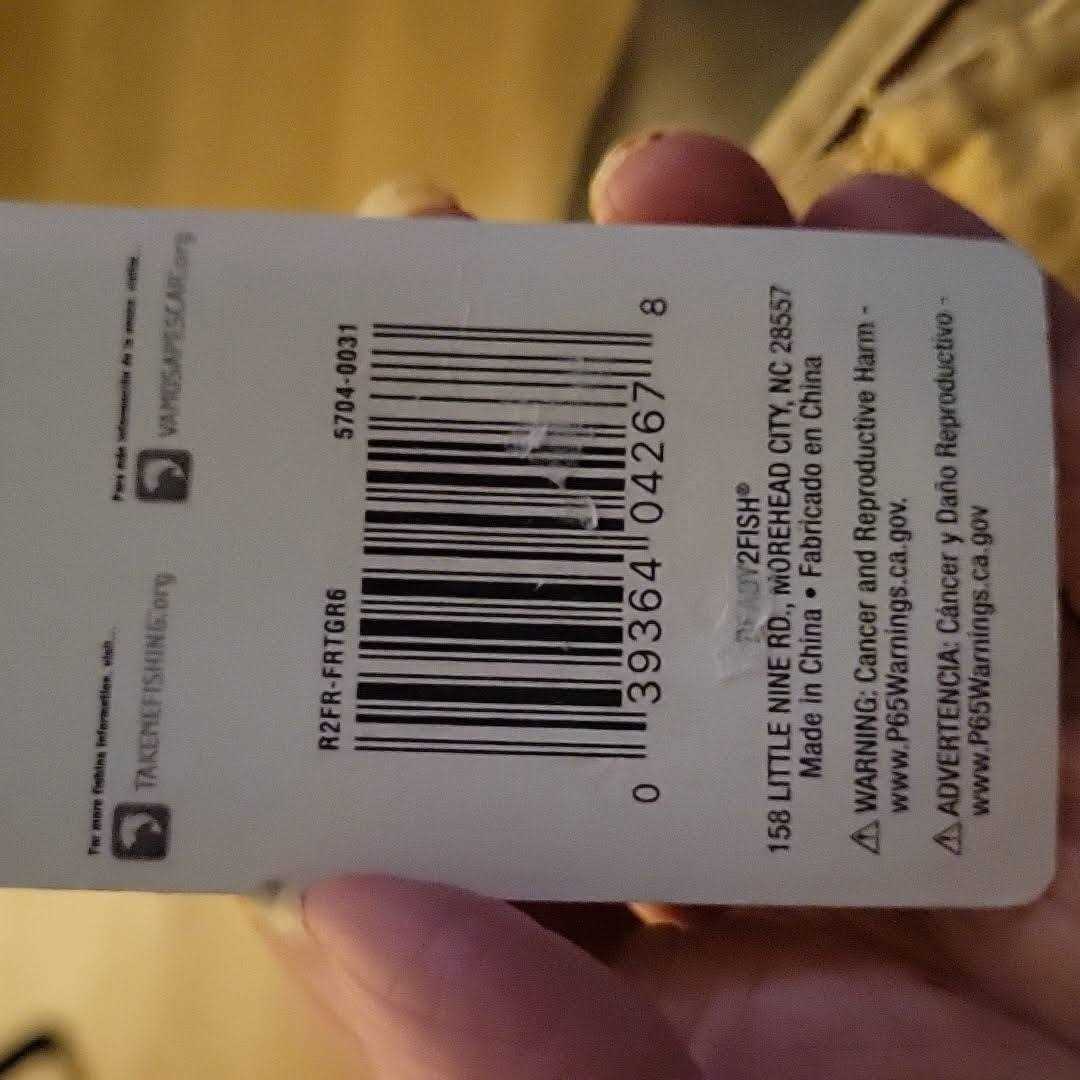 For more fishing information, visit...
TAKEMEFISHING.org
Para más información de la pesca, visite...
VAMOSAPESCAR.org
R2FR-FRTGR6 5704-0031
0 39364 04267 8
READY2FISH®
158 LITTLE NINE RD., MOREHEAD CITY, NC 28557
Made in China • Fabricado en China
⚠ WARNING: Cancer and Reproductive Harm -
www.P65Warnings.ca.gov.
⚠ ADVERTENCIA: Cáncer y Daño Reproductivo -
www.P65Warnings.ca.gov